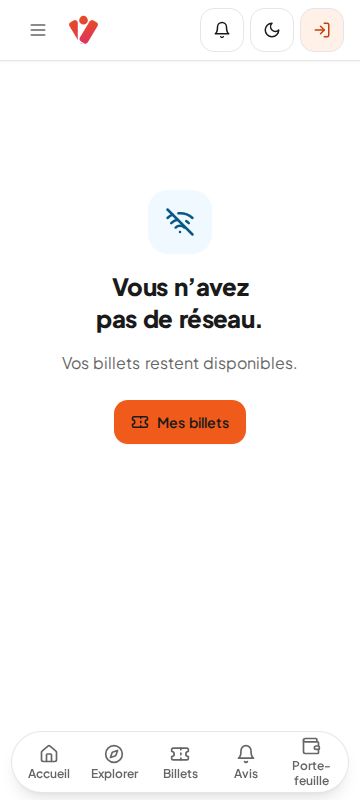 Vous n’avez
pas de réseau.
Vos billets restent disponibles.
Mes billets
Accueil
Explorer
Billets
Avis
Porte-
feuille